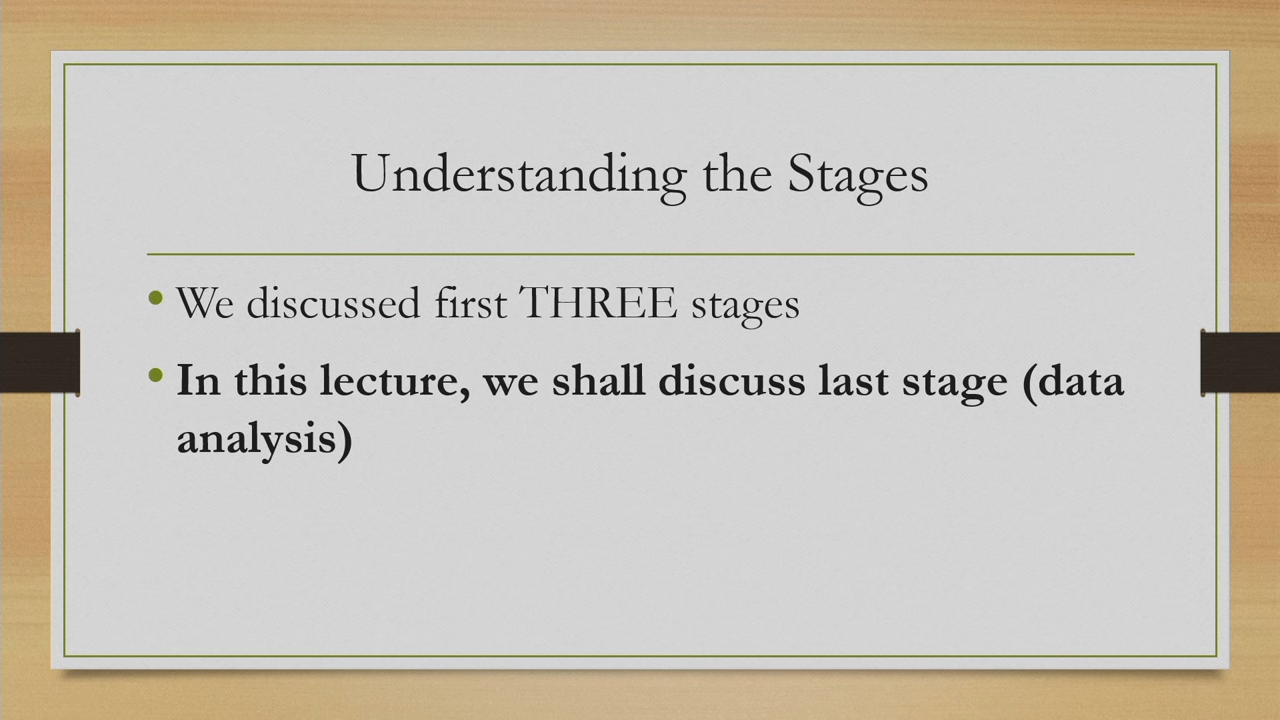 Understanding the Stages
• We discussed first THREE stages
• In this lecture, we shall discuss last stage (data
analysis)